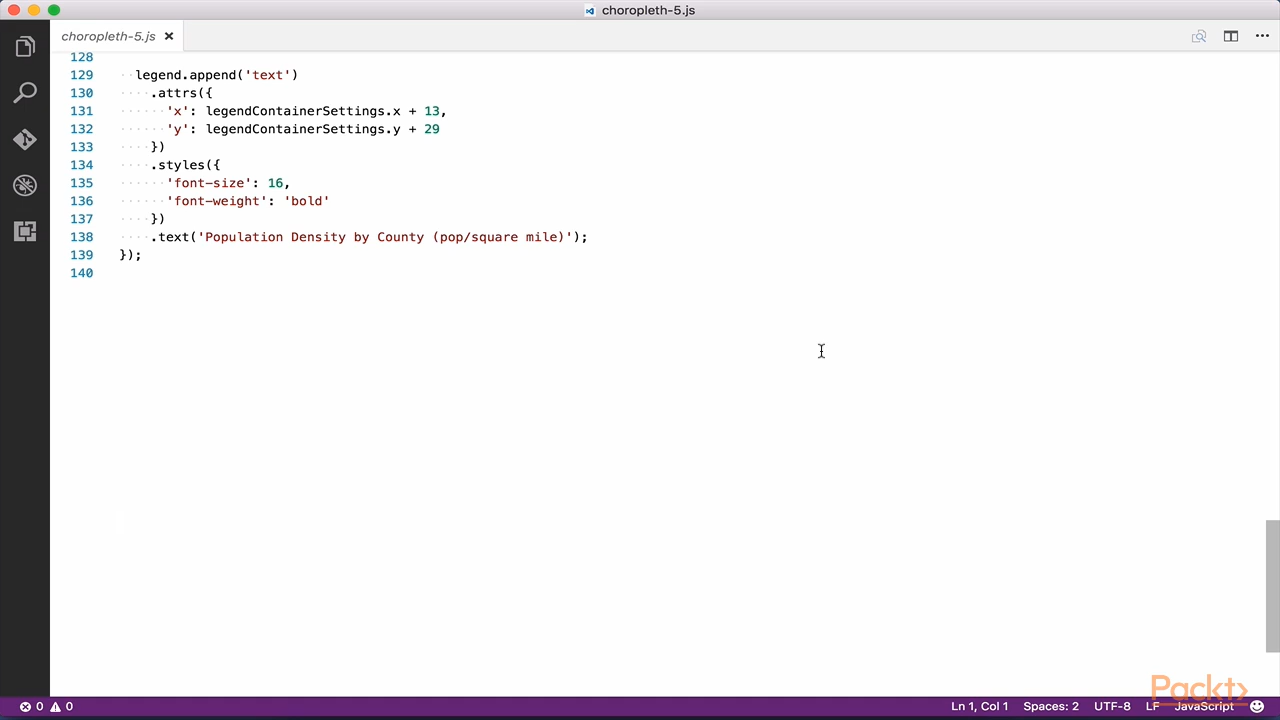 choropleth-5.js
choropleth-5.js
128
129 legend.append('text')
130 .attrs({
131 'x': legendContainerSettings.x + 13,
132 'y': legendContainerSettings.y + 29
133 })
134 .styles({
135 'font-size': 16,
136 'font-weight': 'bold'
137 })
138 .text('Population Density by County (pop/square mile)');
139 });
140
Packt>
0 0 Ln 1, Col 1 Spaces: 2 UTF-8 LF JavaScript